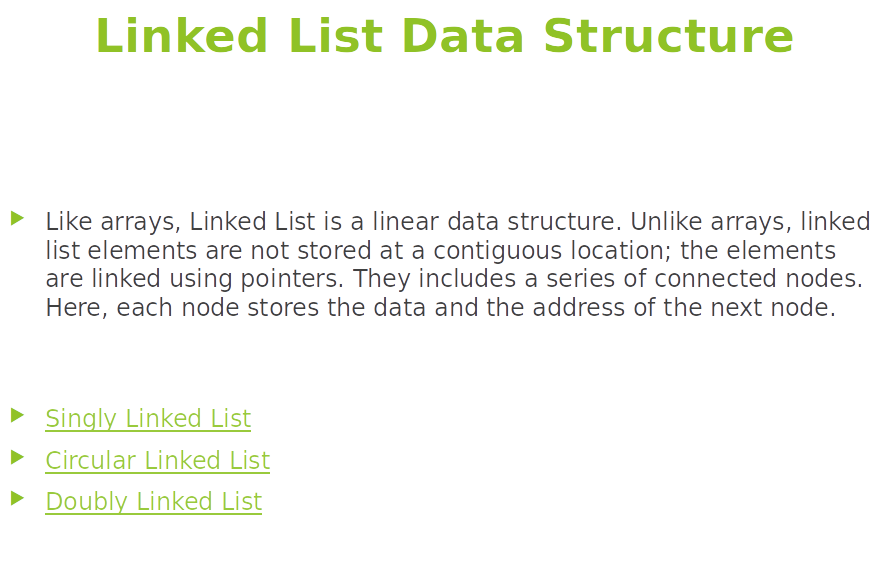 Linked List Data Structure
Like arrays, Linked List is a linear data structure. Unlike arrays, linked
list elements are not stored at a contiguous location; the elements
are linked using pointers. They includes a series of connected nodes.
Here, each node stores the data and the address of the next node.
Singly Linked List
Circular Linked List
Doubly Linked List